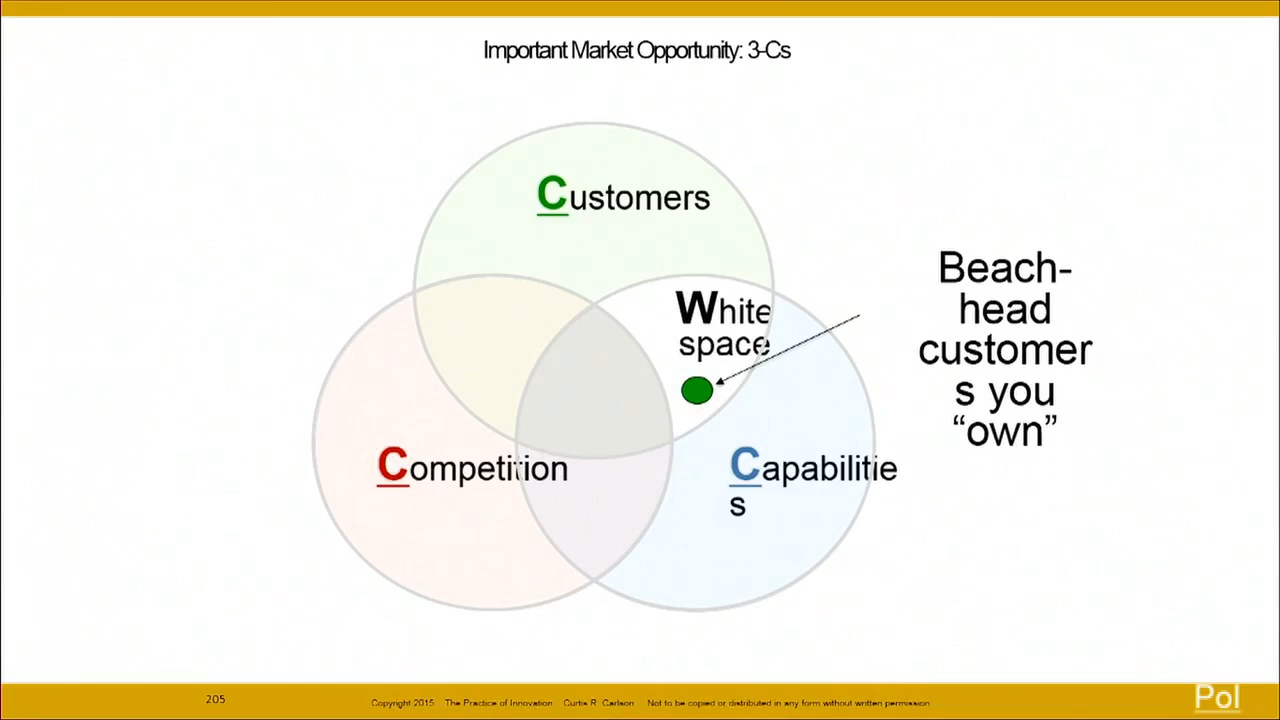 Important Market Opportunity: 3-Cs
Customers
White
space
Beach-
head
customer
s you
“own”
Competition
Capabilitie
s
205
Copyright 2015 The Practice of Innovation Curtis R. Carlson Not to be copied or distributed in any form without written permission
Pol